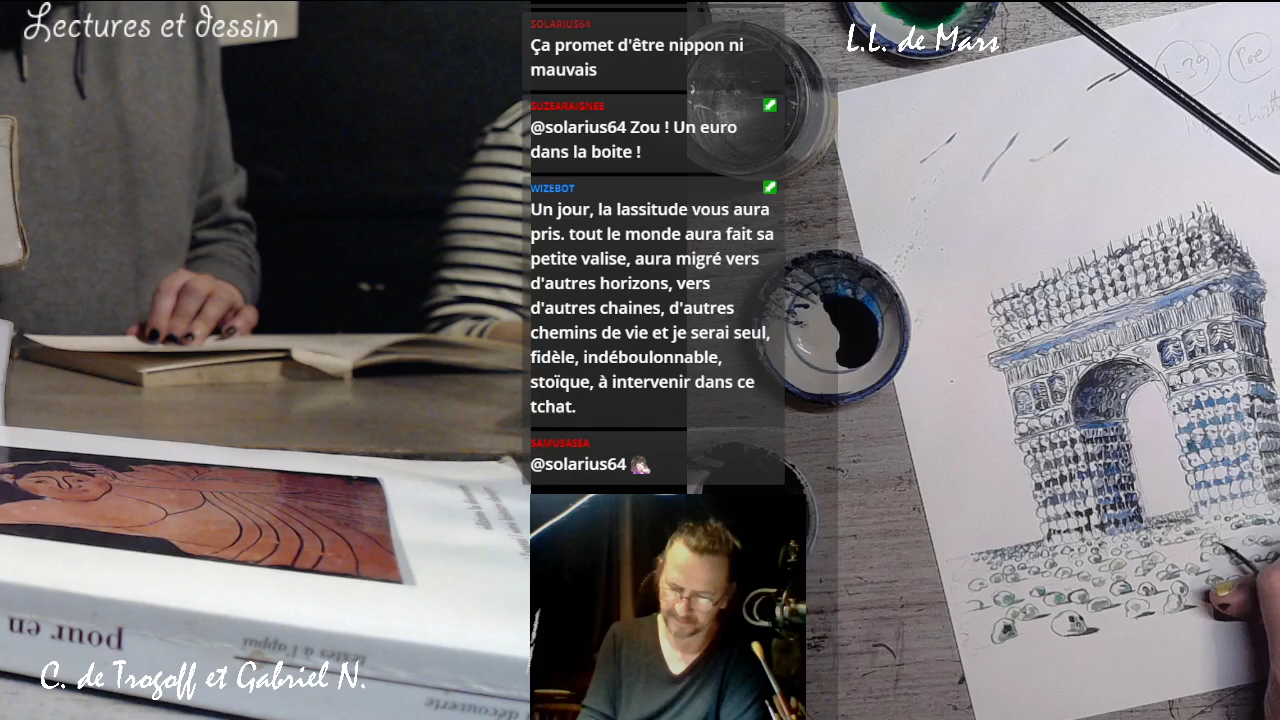 Lectures et dessin
SOLARIUS64
Ça promet d'être nippon ni
mauvais
SUZEARAIGNEE
@solarius64 Zou ! Un euro
dans la boite !
WIZEBOT
Un jour, la lassitude vous aura
pris. tout le monde aura fait sa
petite valise, aura migré vers
d'autres horizons, vers
d'autres chaines, d'autres
chemins de vie et je serai seul,
fidèle, indéboulonnable,
stoïque, à intervenir dans ce
tchat.
SAMUSASSA
@solarius64
L.L. de Mars
pour en
textes à l'appui
découverte
C. de Trogoff et Gabriel N.